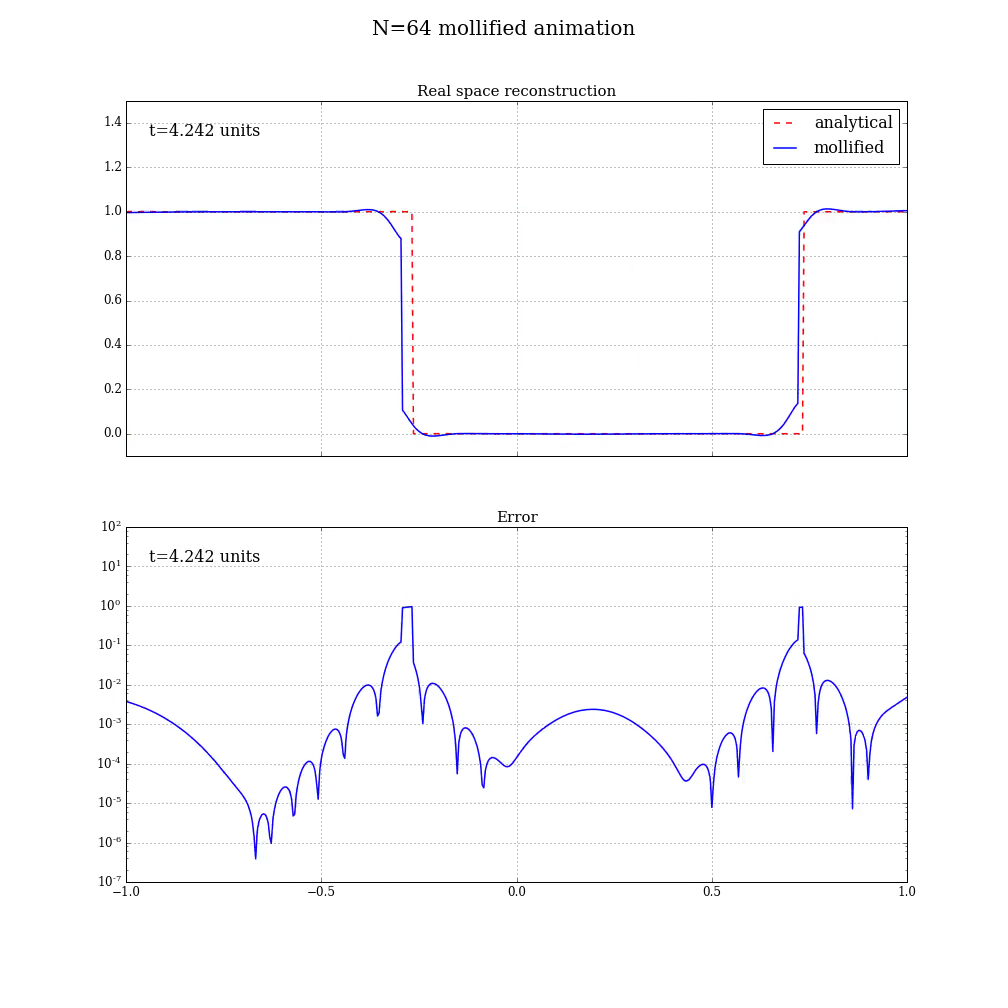 N=64 mollified animation
Real space reconstruction
t=4.242 units
analytical
mollified
1.4
1.2
1.0
0.8
0.6
0.4
0.2
0.0
Error
t=4.242 units
10²
10¹
10⁰
10⁻¹
10⁻²
10⁻³
10⁻⁴
10⁻⁵
10⁻⁶
10⁻⁷
−1.0 −0.5 0.0 0.5 1.0